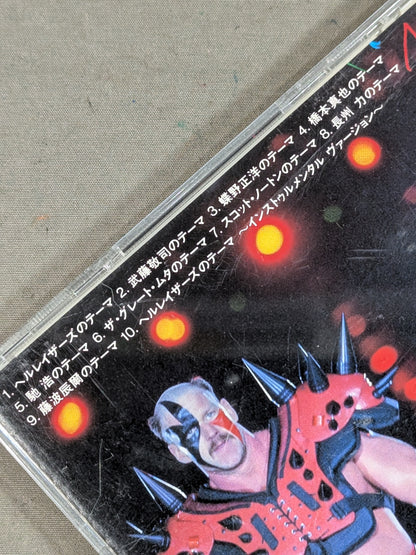 1. ヘルレイザーズのテーマ 2. 武藤敬司のテーマ 3. 蝶野正洋のテーマ 4. 橋本真也のテーマ
5. 馳 浩のテーマ 6. ザ・グレート・ムタのテーマ 7. スコット・ノートンのテーマ 8. 長州 力のテーマ
9. 藤波辰爾のテーマ 10. ヘルレイザーズのテーマ 〜インストゥルメンタル ヴァージョン〜